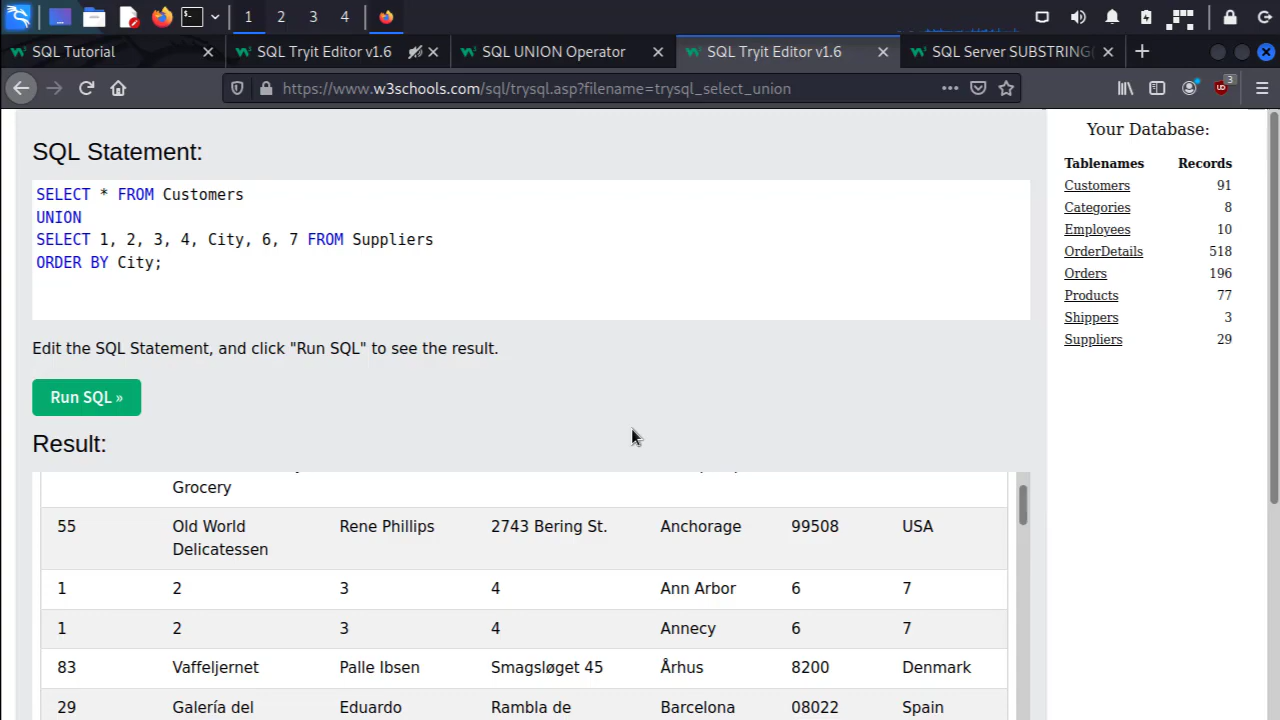 1 2 3 4
SQL Tutorial
SQL Tryit Editor v1.6
SQL UNION Operator
SQL Tryit Editor v1.6
SQL Server SUBSTRING(
https://www.w3schools.com/sql/trysql.asp?filename=trysql_select_union
3
SQL Statement:
SELECT * FROM Customers
UNION
SELECT 1, 2, 3, 4, City, 6, 7 FROM Suppliers
ORDER BY City;
Edit the SQL Statement, and click "Run SQL" to see the result.
Run SQL »
Result:
Grocery
55 Old World Delicatessen Rene Phillips 2743 Bering St. Anchorage 99508 USA
1 2 3 4 Ann Arbor 6 7
1 2 3 4 Annecy 6 7
83 Vaffeljernet Palle Ibsen Smagsløget 45 Århus 8200 Denmark
29 Galería del Eduardo Rambla de Barcelona 08022 Spain
Your Database:
Tablenames Records
Customers 91
Categories 8
Employees 10
OrderDetails 518
Orders 196
Products 77
Shippers 3
Suppliers 29